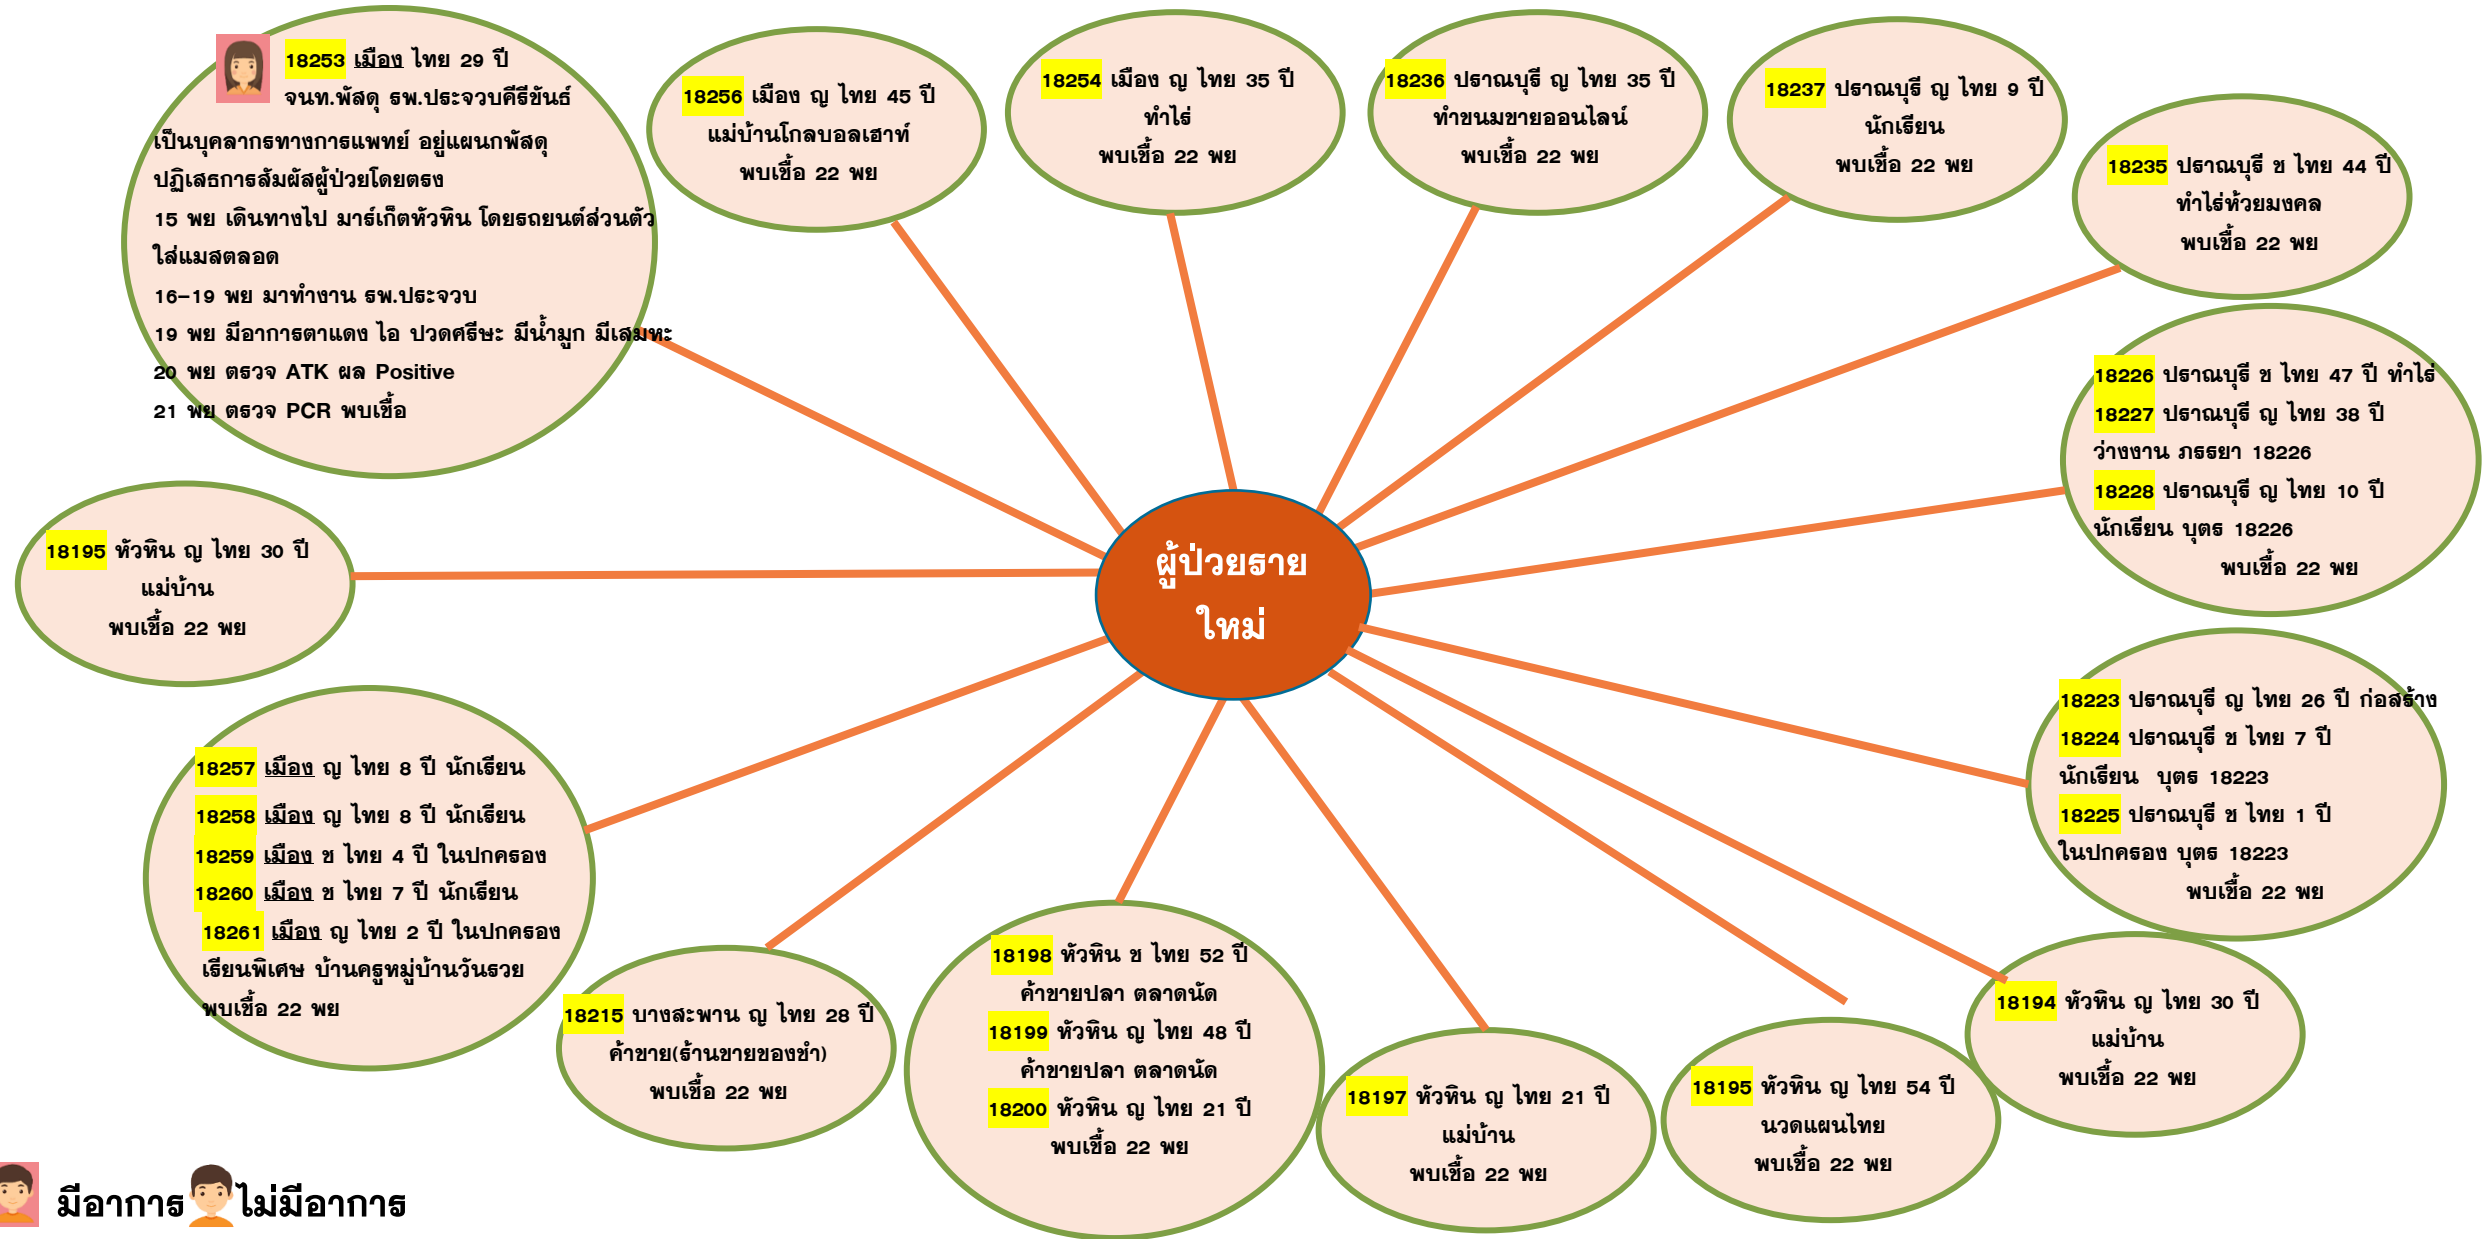 18253 เมือง ไทย 29 ปี
จนท.พัสดุ รพ.ประจวบคีรีขันธ์
เป็นบุคลากรทางการแพทย์ อยู่แผนกพัสดุ
ปฏิเสธการสัมผัสผู้ป่วยโดยตรง
15 พย เดินทางไป มาร์เก็ตหัวหิน โดยรถยนต์ส่วนตัว
ใส่แมสตลอด
16-19 พย มาทำงาน รพ.ประจวบ
19 พย มีอาการตาแดง ไอ ปวดศรีษะ มีน้ำมูก มีเสมหะ
20 พย ตรวจ ATK ผล Positive
21 พย ตรวจ PCR พบเชื้อ
18256 เมือง ญ ไทย 45 ปี
แม่บ้านโกลบอลเฮาท์
พบเชื้อ 22 พย
18254 เมือง ญ ไทย 35 ปี
ทำไร่
พบเชื้อ 22 พย
18236 ปราณบุรี ญ ไทย 35 ปี
ทำขนมขายออนไลน์
พบเชื้อ 22 พย
18237 ปราณบุรี ญ ไทย 9 ปี
นักเรียน
พบเชื้อ 22 พย
18235 ปราณบุรี ช ไทย 44 ปี
ทำไร่ห้วยมงคล
พบเชื้อ 22 พย
18226 ปราณบุรี ช ไทย 47 ปี ทำไร่
18227 ปราณบุรี ญ ไทย 38 ปี
ว่างงาน ภรรยา 18226
18228 ปราณบุรี ญ ไทย 10 ปี
นักเรียน บุตร 18226
พบเชื้อ 22 พย
ผู้ป่วยราย
ใหม่
18195 หัวหิน ญ ไทย 30 ปี
แม่บ้าน
พบเชื้อ 22 พย
18223 ปราณบุรี ญ ไทย 26 ปี ก่อสร้าง
18224 ปราณบุรี ช ไทย 7 ปี
นักเรียน บุตร 18223
18225 ปราณบุรี ช ไทย 1 ปี
ในปกครอง บุตร 18223
พบเชื้อ 22 พย
18257 เมือง ญ ไทย 8 ปี นักเรียน
18258 เมือง ญ ไทย 8 ปี นักเรียน
18259 เมือง ช ไทย 4 ปี ในปกครอง
18260 เมือง ช ไทย 7 ปี นักเรียน
18261 เมือง ญ ไทย 2 ปี ในปกครอง
เรียนพิเศษ บ้านครูหมู่บ้านวันรวย
พบเชื้อ 22 พย
18215 บางสะพาน ญ ไทย 28 ปี
ค้าขาย(ร้านขายของชำ)
พบเชื้อ 22 พย
18198 หัวหิน ช ไทย 52 ปี
ค้าขายปลา ตลาดนัด
18199 หัวหิน ญ ไทย 48 ปี
ค้าขายปลา ตลาดนัด
18200 หัวหิน ญ ไทย 21 ปี
พบเชื้อ 22 พย
18197 หัวหิน ญ ไทย 21 ปี
แม่บ้าน
พบเชื้อ 22 พย
18195 หัวหิน ญ ไทย 54 ปี
นวดแผนไทย
พบเชื้อ 22 พย
18194 หัวหิน ญ ไทย 30 ปี
แม่บ้าน
พบเชื้อ 22 พย
มีอาการ ไม่มีอาการ